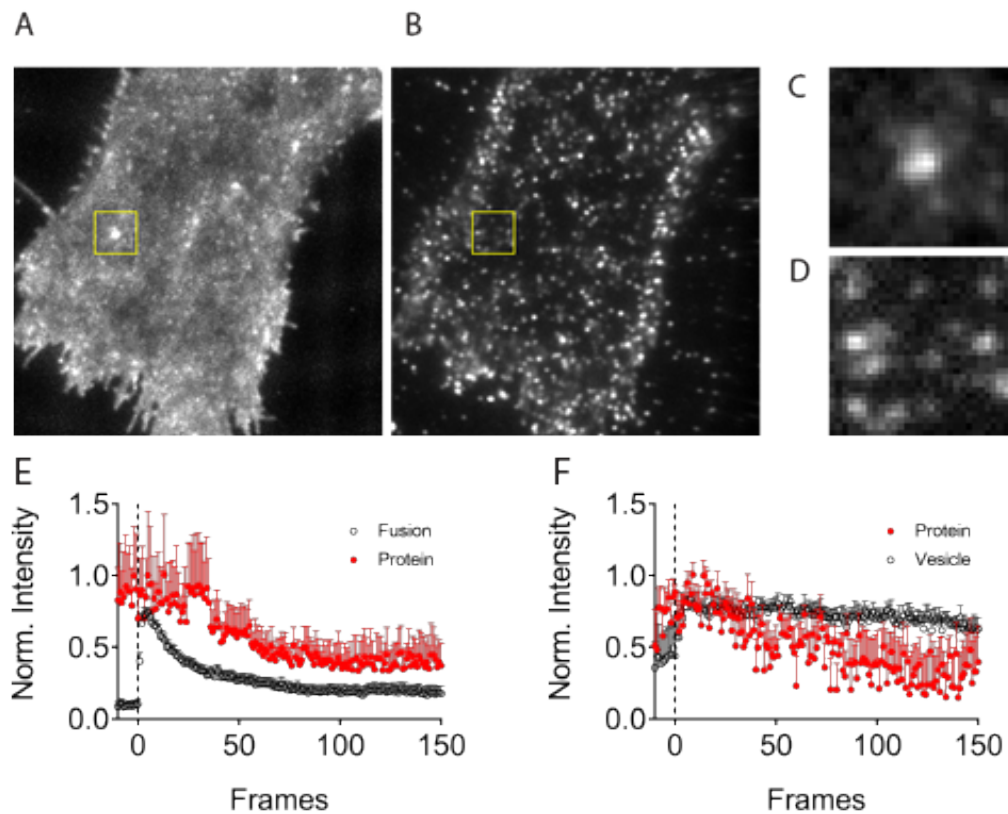 A
B
C
D
E
1.5
1.0
0.5
0.0
Norm. Intensity
Fusion
Protein
0
50
100
150
Frames
F
1.5
1.0
0.5
0.0
Norm. Intensity
Protein
Vesicle
0
50
100
150
Frames